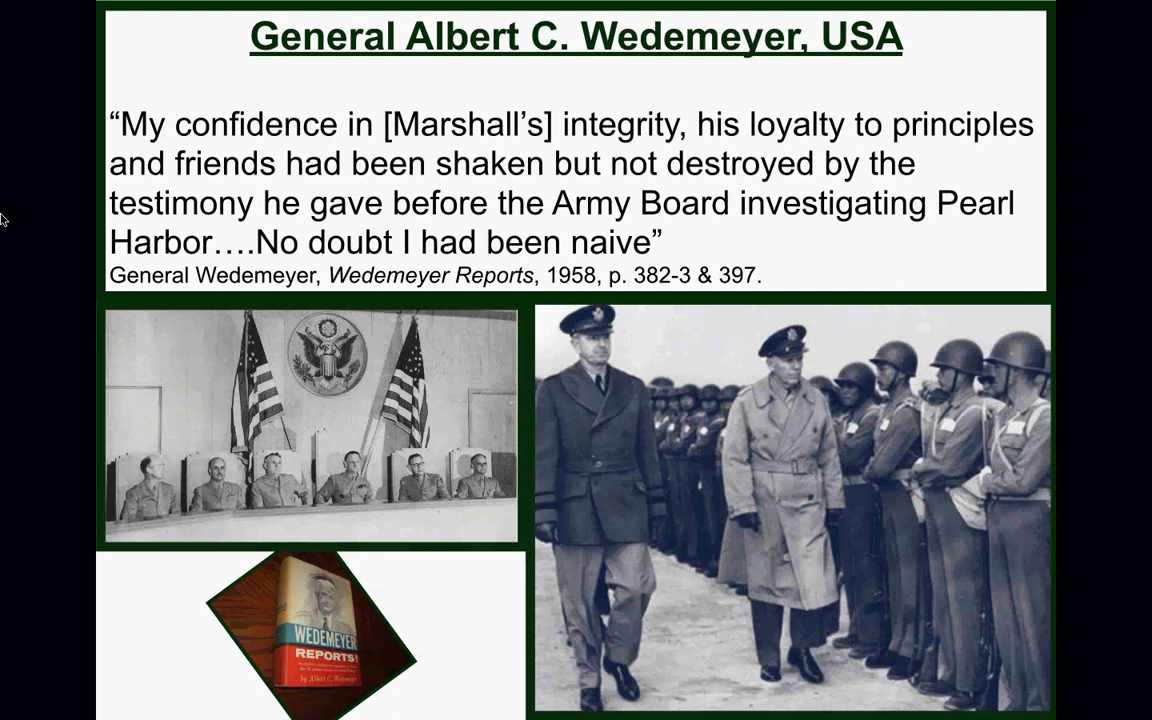 General Albert C. Wedemeyer, USA
“My confidence in [Marshall’s] integrity, his loyalty to principles
and friends had been shaken but not destroyed by the
testimony he gave before the Army Board investigating Pearl
Harbor….No doubt I had been naive”
General Wedemeyer, Wedemeyer Reports, 1958, p. 382-3 & 397.
WEDEMEYER
REPORTS!
by Albert C. Wedemeyer